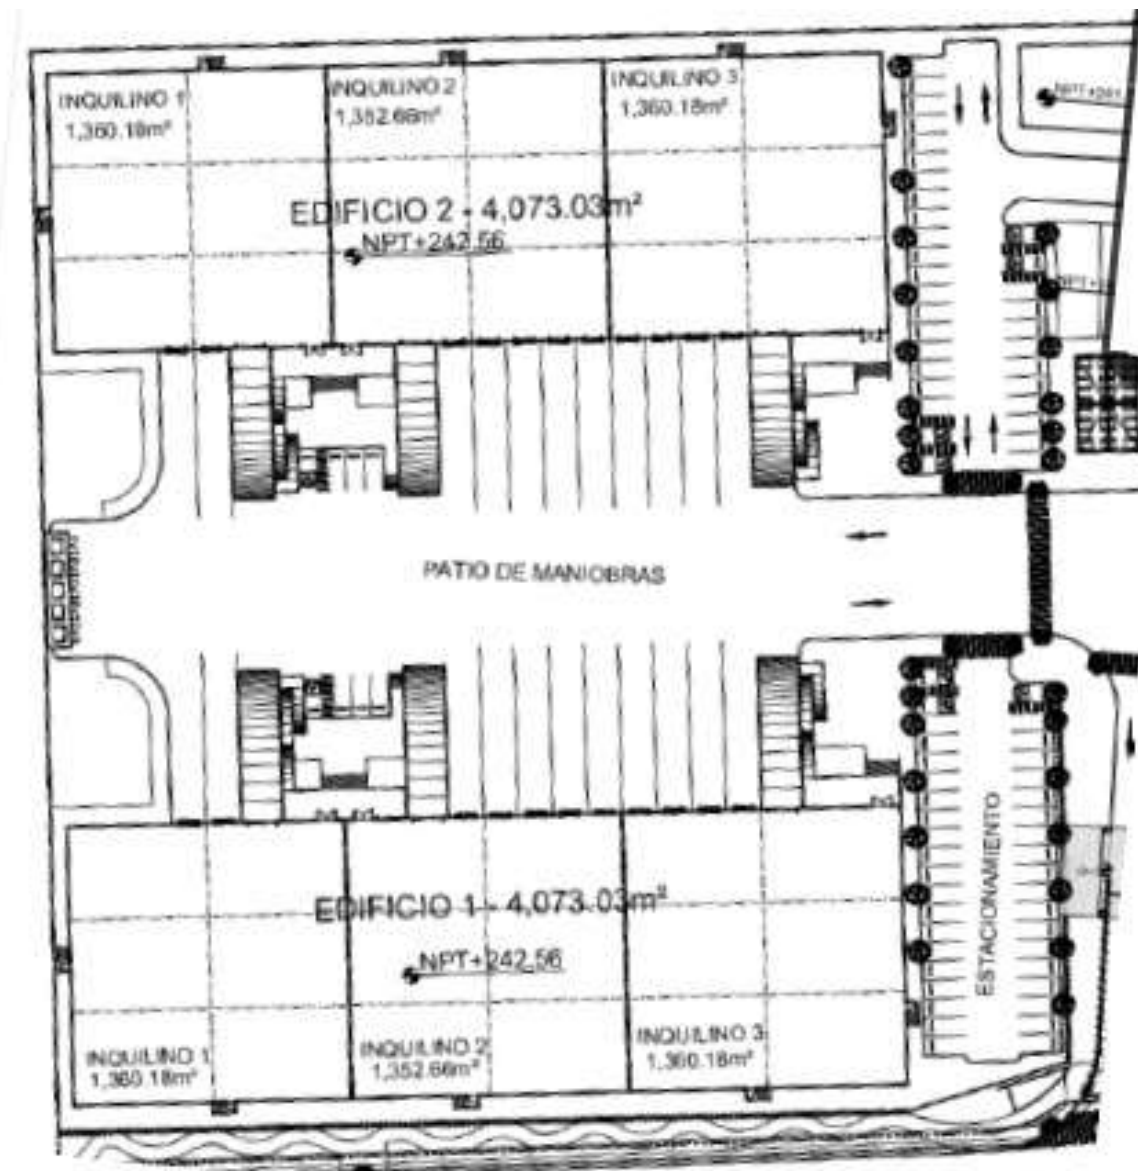 INQUILINO 1
1,360.18m²
INQUILINO 2
1,352.66m²
INQUILINO 3
1,360.18m²
EDIFICIO 2 - 4,073.03m²
NPT+242.56
PATIO DE MANIOBRAS
EDIFICIO 1 - 4,073.03m²
NPT+242.56
ESTACIONAMIENTO
INQUILINO 1
1,360.18m²
INQUILINO 2
1,352.66m²
INQUILINO 3
1,360.18m²